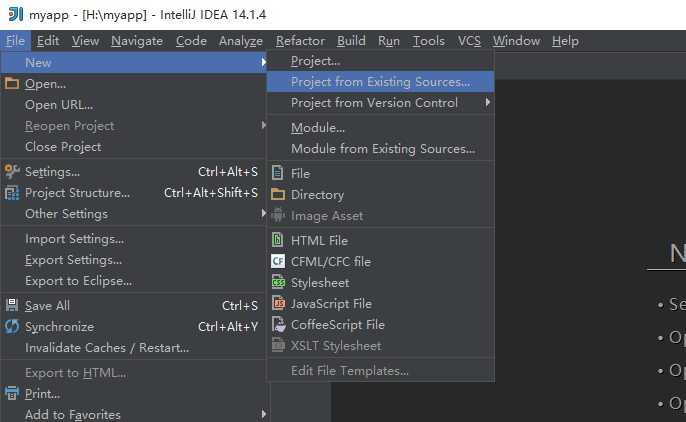 myapp - [H:\myapp] - IntelliJ IDEA 14.1.4
File Edit View Navigate Code Analyze Refactor Build Run Tools VCS Window Help
New
Open...
Open URL...
Reopen Project
Close Project
Settings... Ctrl+Alt+S
Project Structure... Ctrl+Alt+Shift+S
Other Settings
Import Settings...
Export Settings...
Export to Eclipse...
Save All Ctrl+S
Synchronize Ctrl+Alt+Y
Invalidate Caches / Restart...
Export to HTML...
Print...
Add to Favorites
Project...
Project from Existing Sources...
Project from Version Control
Module...
Module from Existing Sources...
File
Directory
Image Asset
HTML File
CFML/CFC file
Stylesheet
JavaScript File
CoffeeScript File
XSLT Stylesheet
Edit File Templates...
N
• Se
• Op
• Op
• Op